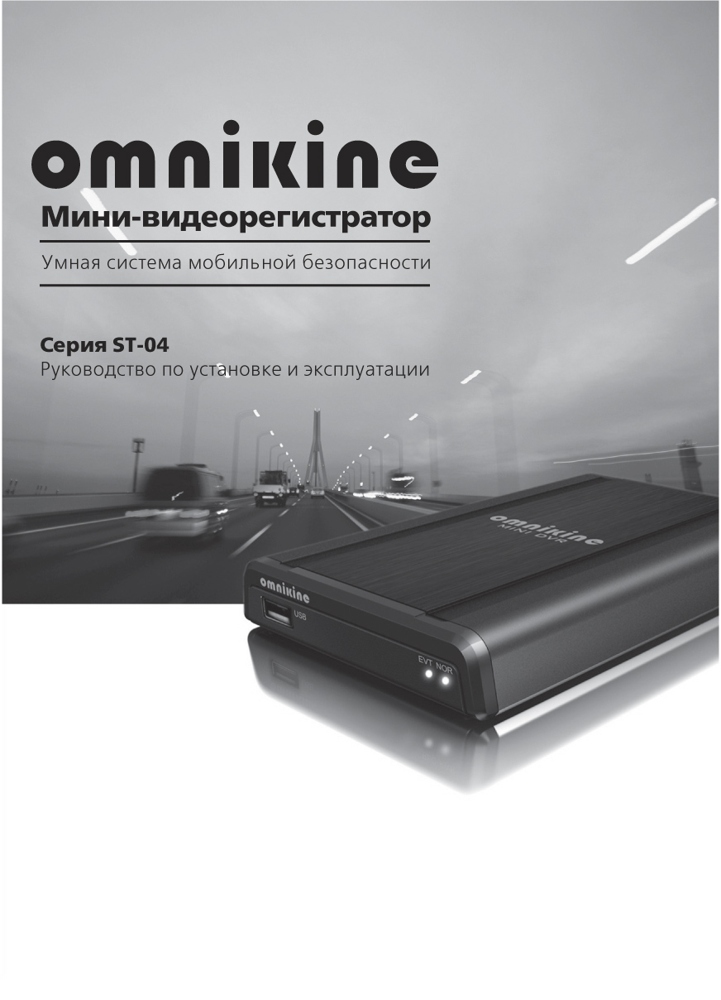 omnikine
Мини-видеорегистратор
Умная система мобильной безопасности
Серия ST-04
Руководство по установке и эксплуатации
omnikine
MINI DVR
omnikine
USB
EVT NOR